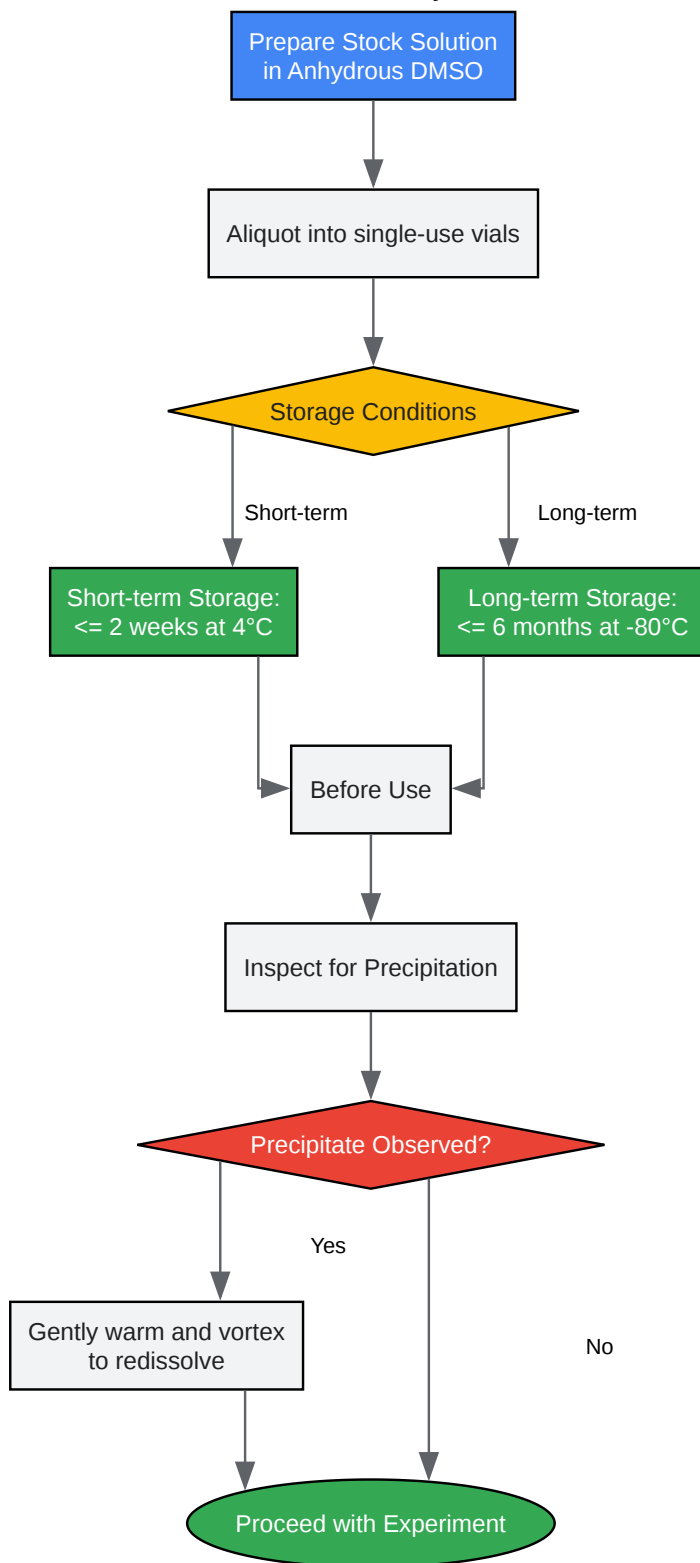 Prepare Stock Solution
in Anhydrous DMSO
Aliquot into single-use vials
Storage Conditions
Short-term
Long-term
Short-term Storage:
<= 2 weeks at 4°C
Long-term Storage:
<= 6 months at -80°C
Before Use
Inspect for Precipitation
Precipitate Observed?
Yes
Gently warm and vortex
to redissolve
No
Proceed with Experiment